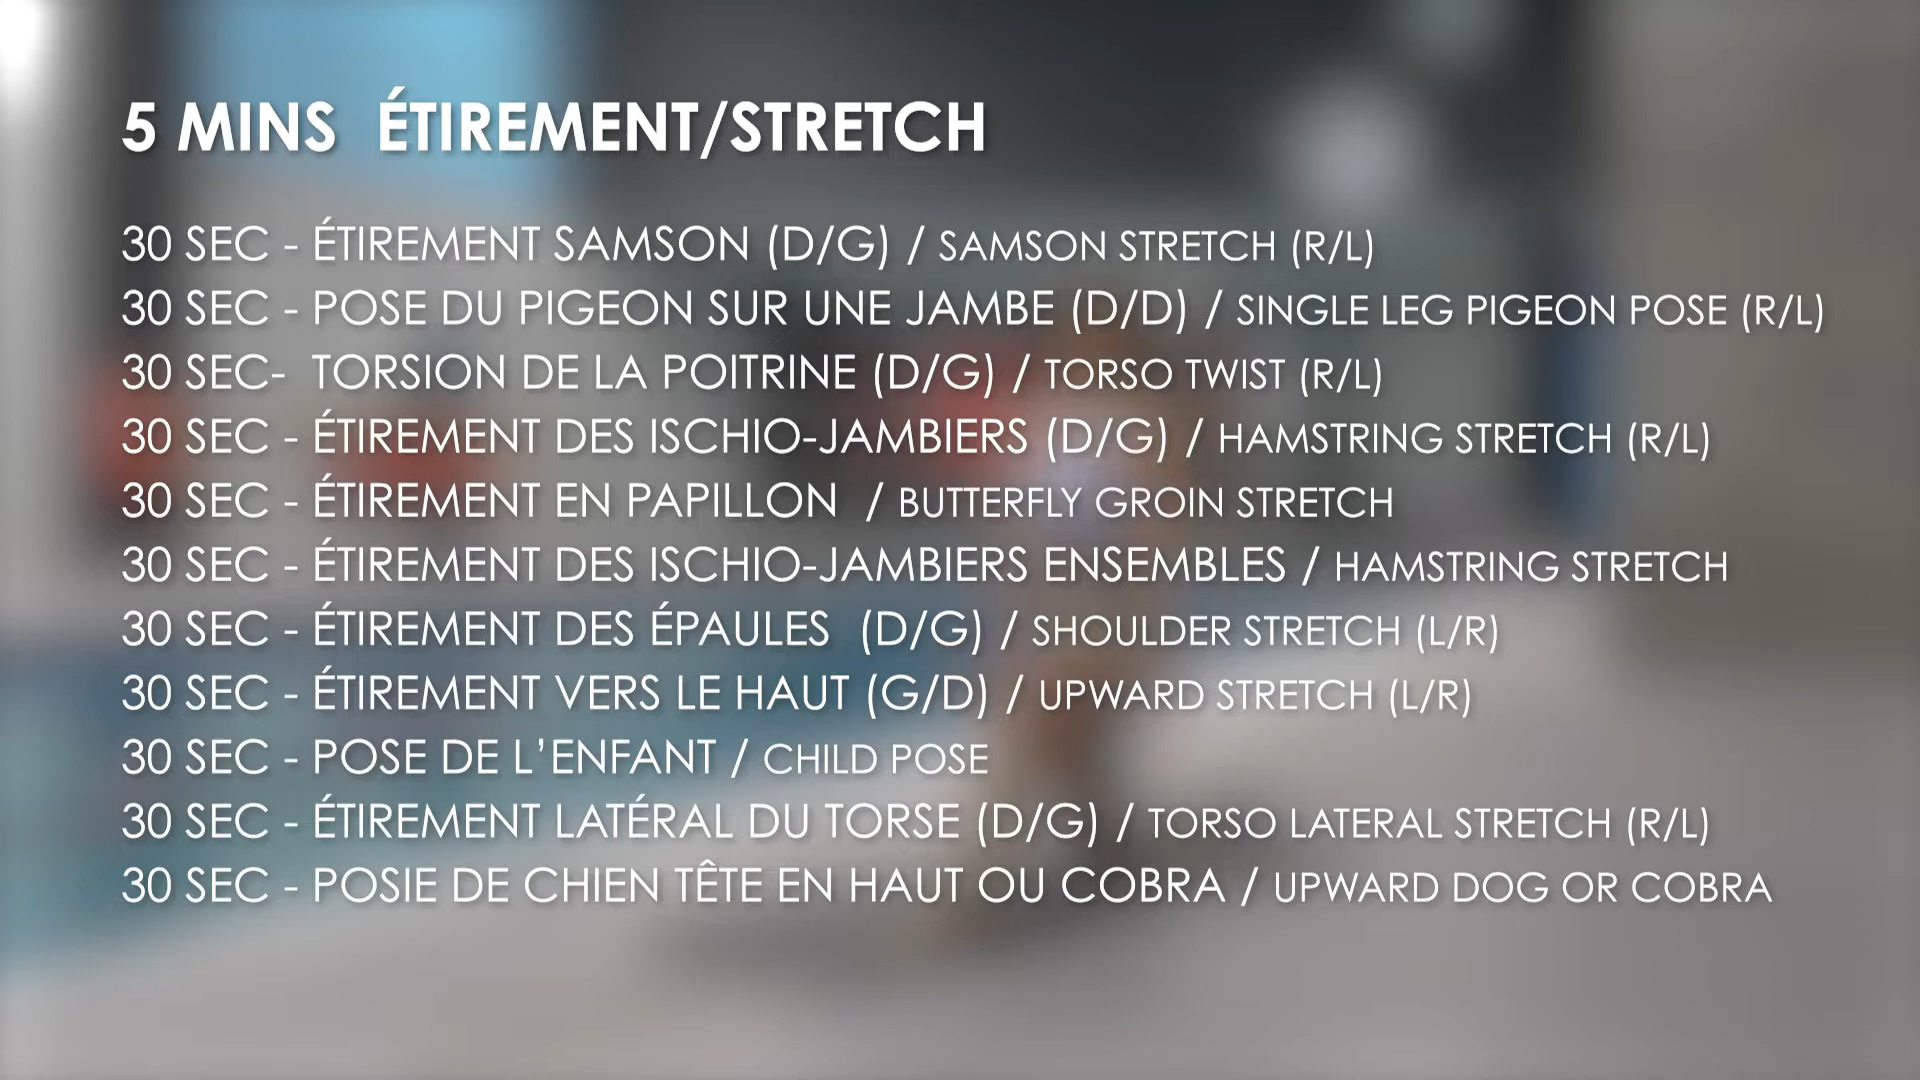 5 MINS ÉTIREMENT/STRETCH
30 SEC - ÉTIREMENT SAMSON (D/G) / SAMSON STRETCH (R/L)
30 SEC - POSE DU PIGEON SUR UNE JAMBE (D/D) / SINGLE LEG PIGEON POSE (R/L)
30 SEC- TORSION DE LA POITRINE (D/G) / TORSO TWIST (R/L)
30 SEC - ÉTIREMENT DES ISCHIO-JAMBIERS (D/G) / HAMSTRING STRETCH (R/L)
30 SEC - ÉTIREMENT EN PAPILLON / BUTTERFLY GROIN STRETCH
30 SEC - ÉTIREMENT DES ISCHIO-JAMBIERS ENSEMBLES / HAMSTRING STRETCH
30 SEC - ÉTIREMENT DES ÉPAULES (D/G) / SHOULDER STRETCH (L/R)
30 SEC - ÉTIREMENT VERS LE HAUT (G/D) / UPWARD STRETCH (L/R)
30 SEC - POSE DE L’ENFANT / CHILD POSE
30 SEC - ÉTIREMENT LATÉRAL DU TORSE (D/G) / TORSO LATERAL STRETCH (R/L)
30 SEC - POSIE DE CHIEN TÊTE EN HAUT OU COBRA / UPWARD DOG OR COBRA